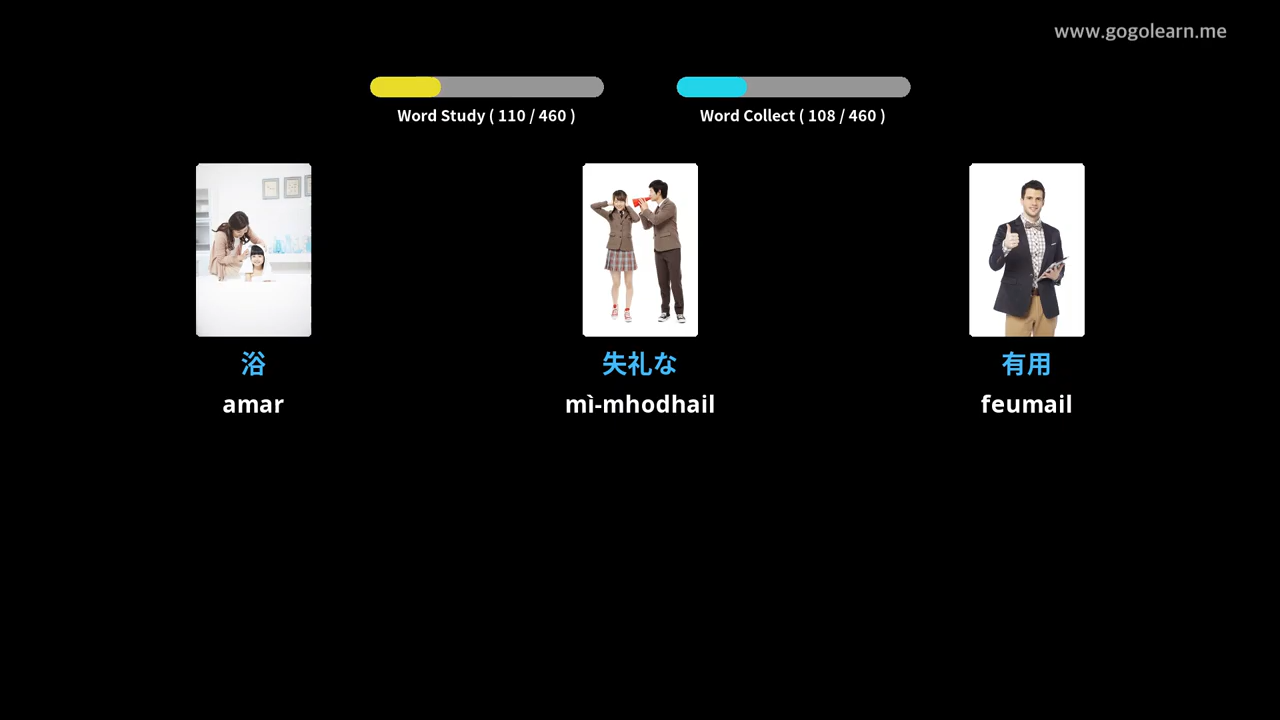 www.gogolearn.me
Word Study ( 110 / 460 )
Word Collect ( 108 / 460 )
浴
失礼な
有用
amar
mì-mhodhail
feumail